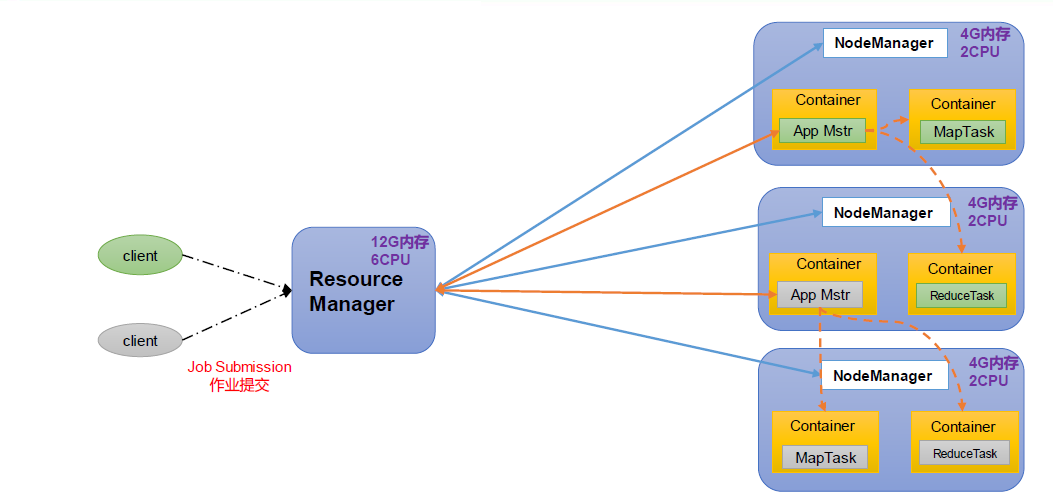 client
client
Job Submission
作业提交
12G内存
6CPU
Resource
Manager
NodeManager
4G内存
2CPU
Container
App Mstr
Container
MapTask
NodeManager
4G内存
2CPU
Container
App Mstr
Container
ReduceTask
NodeManager
4G内存
2CPU
Container
MapTask
Container
ReduceTask